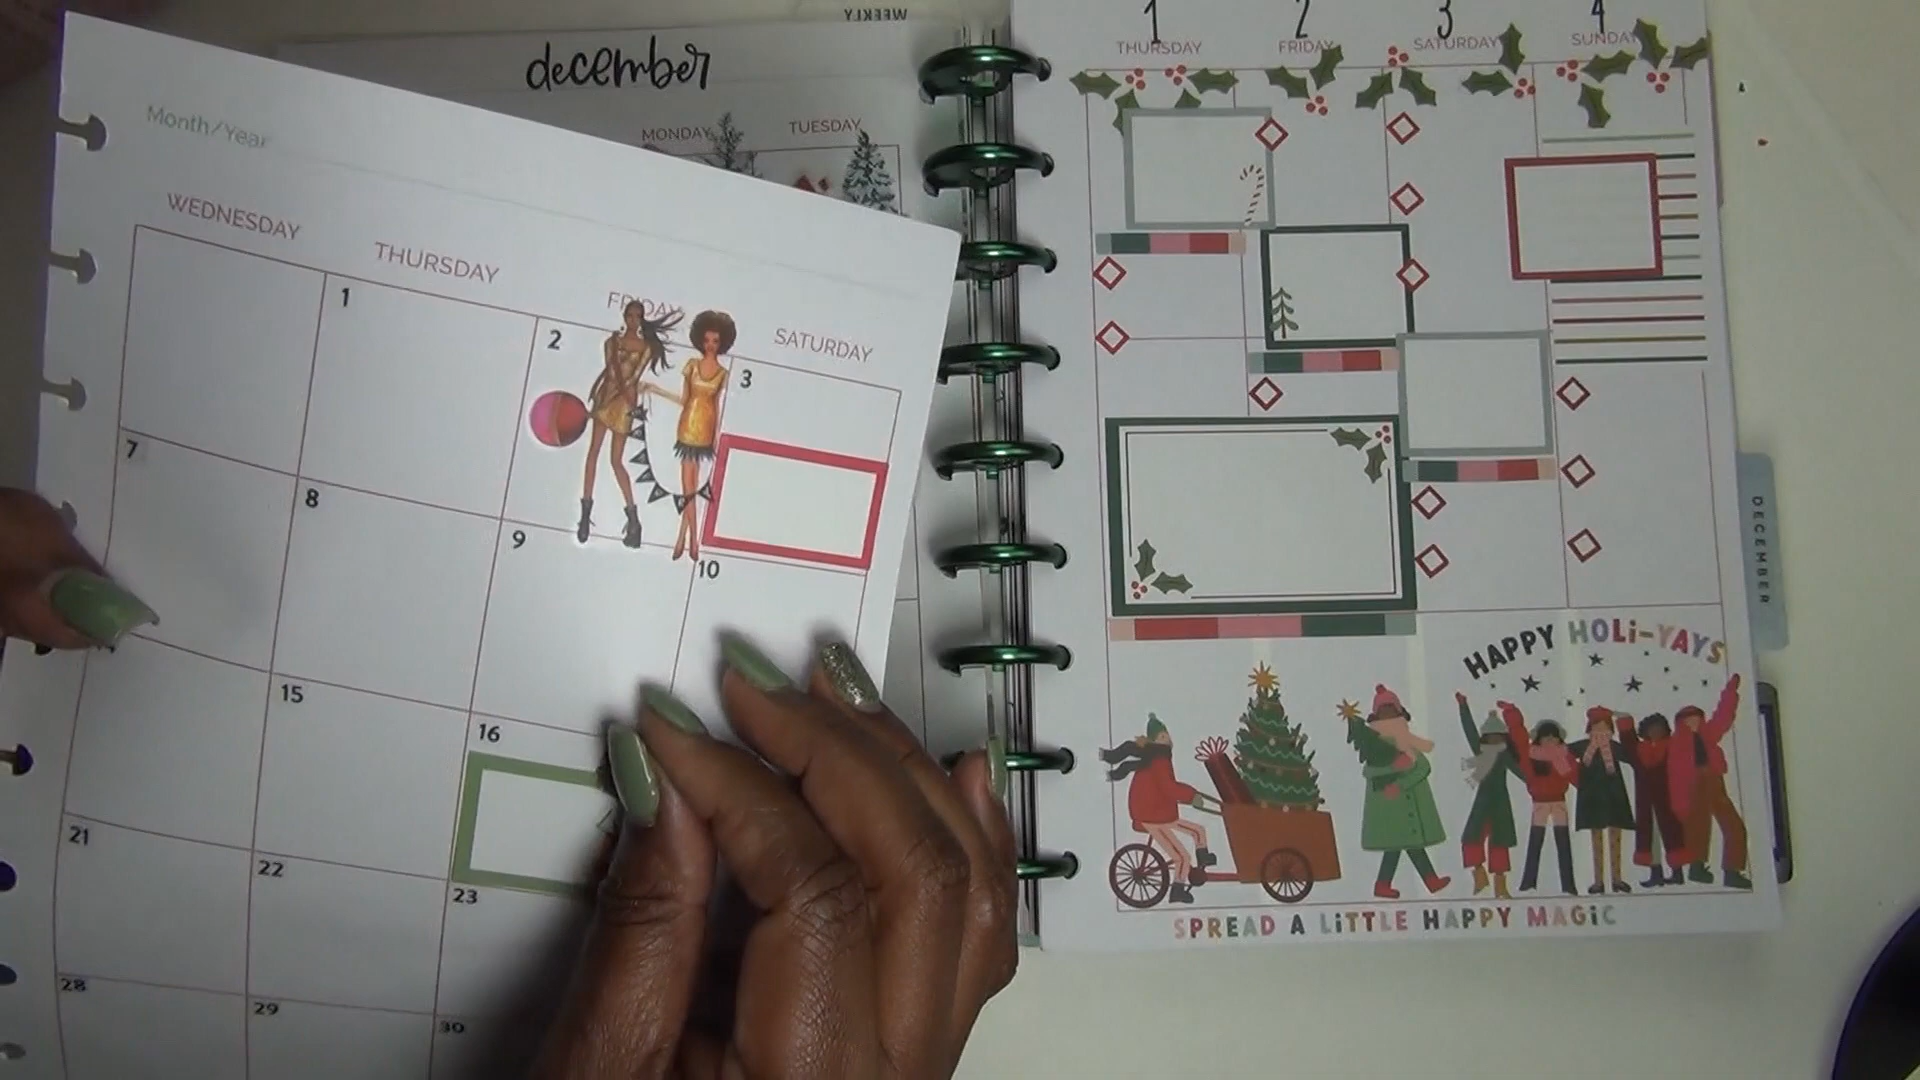 WEEKLY
december
MONDAY TUESDAY
Month/Year
WEDNESDAY THURSDAY FRIDAY SATURDAY
1 2 3
7 8 9 10
15 16
21 22 23
28 29 30
1 2 3 4
THURSDAY FRIDAY SATURDAY SUNDAY
DECEMBER
HAPPY HOLi-YAYS
SPREAD A LiTTLE HAPPY MAGiC